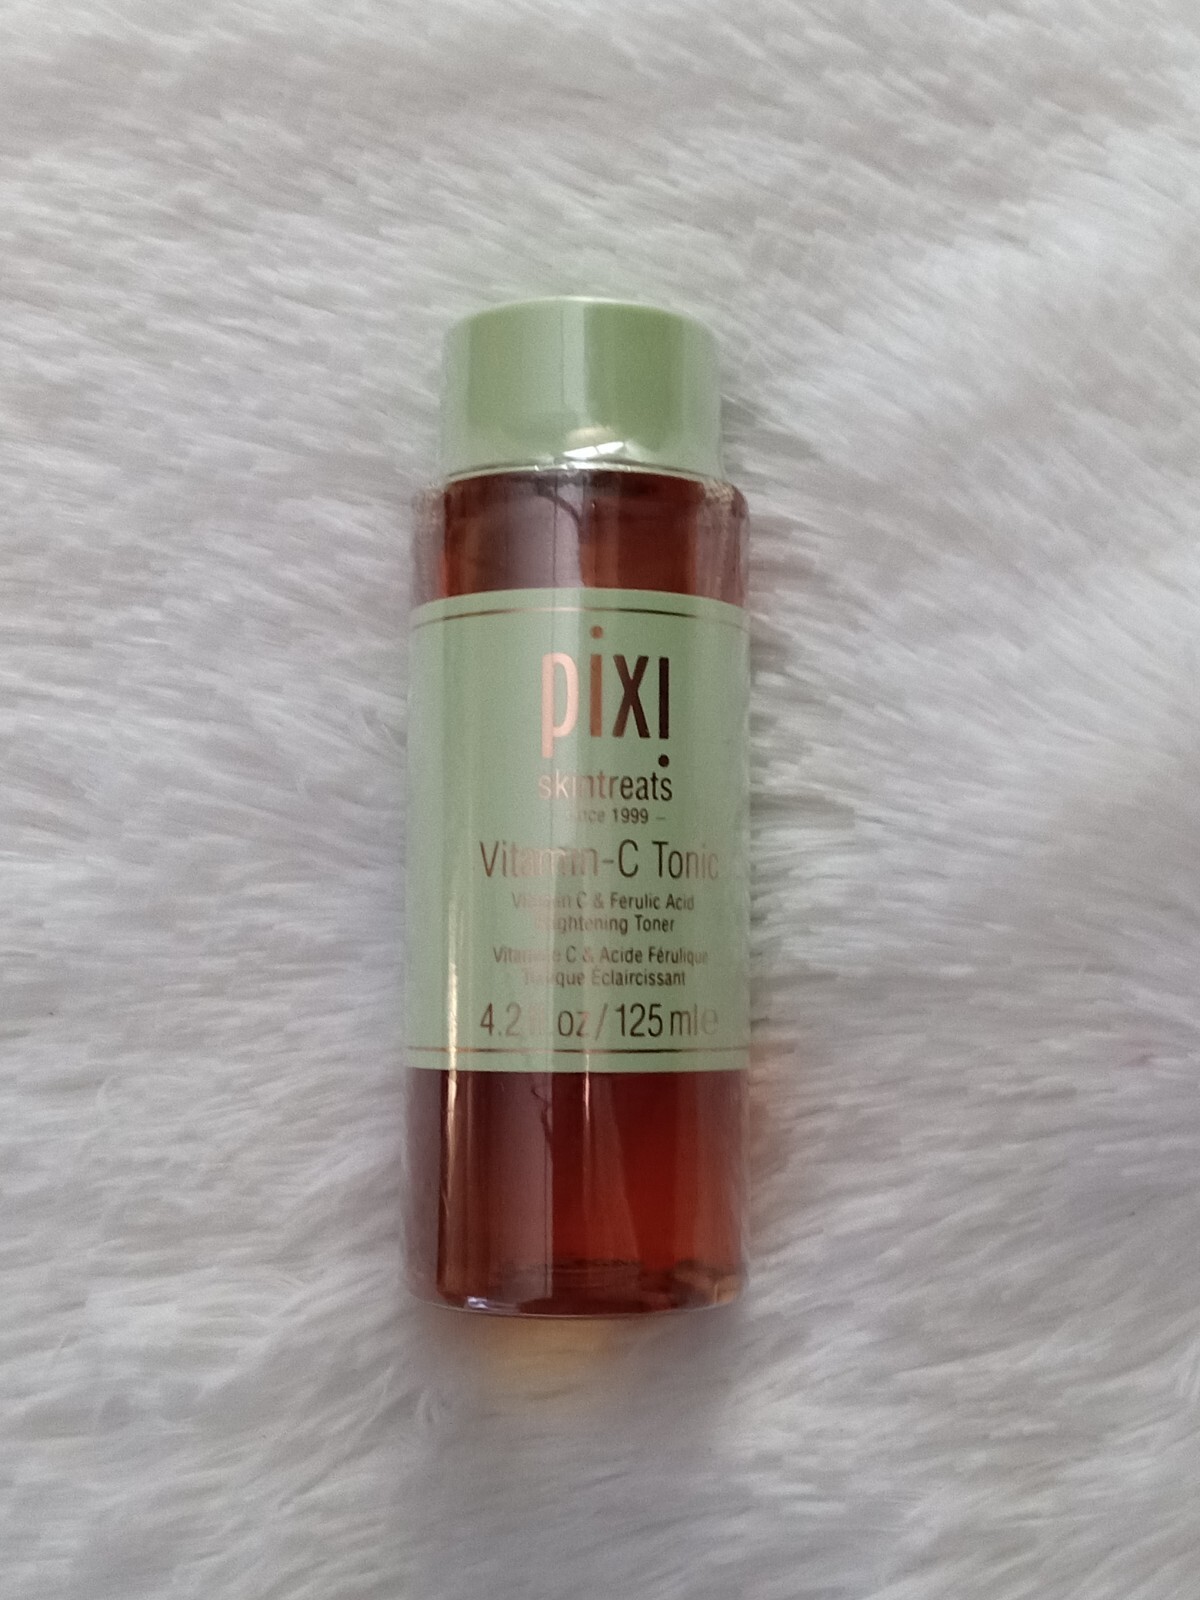 pixi
skintreats
since 1999 –
Vitamin-C Tonic
Vitamin C & Ferulic Acid
Brightening Toner
Vitamine C & Acide Férulique
Tonique Éclaircissant
4.2 fl.oz / 125 ml e